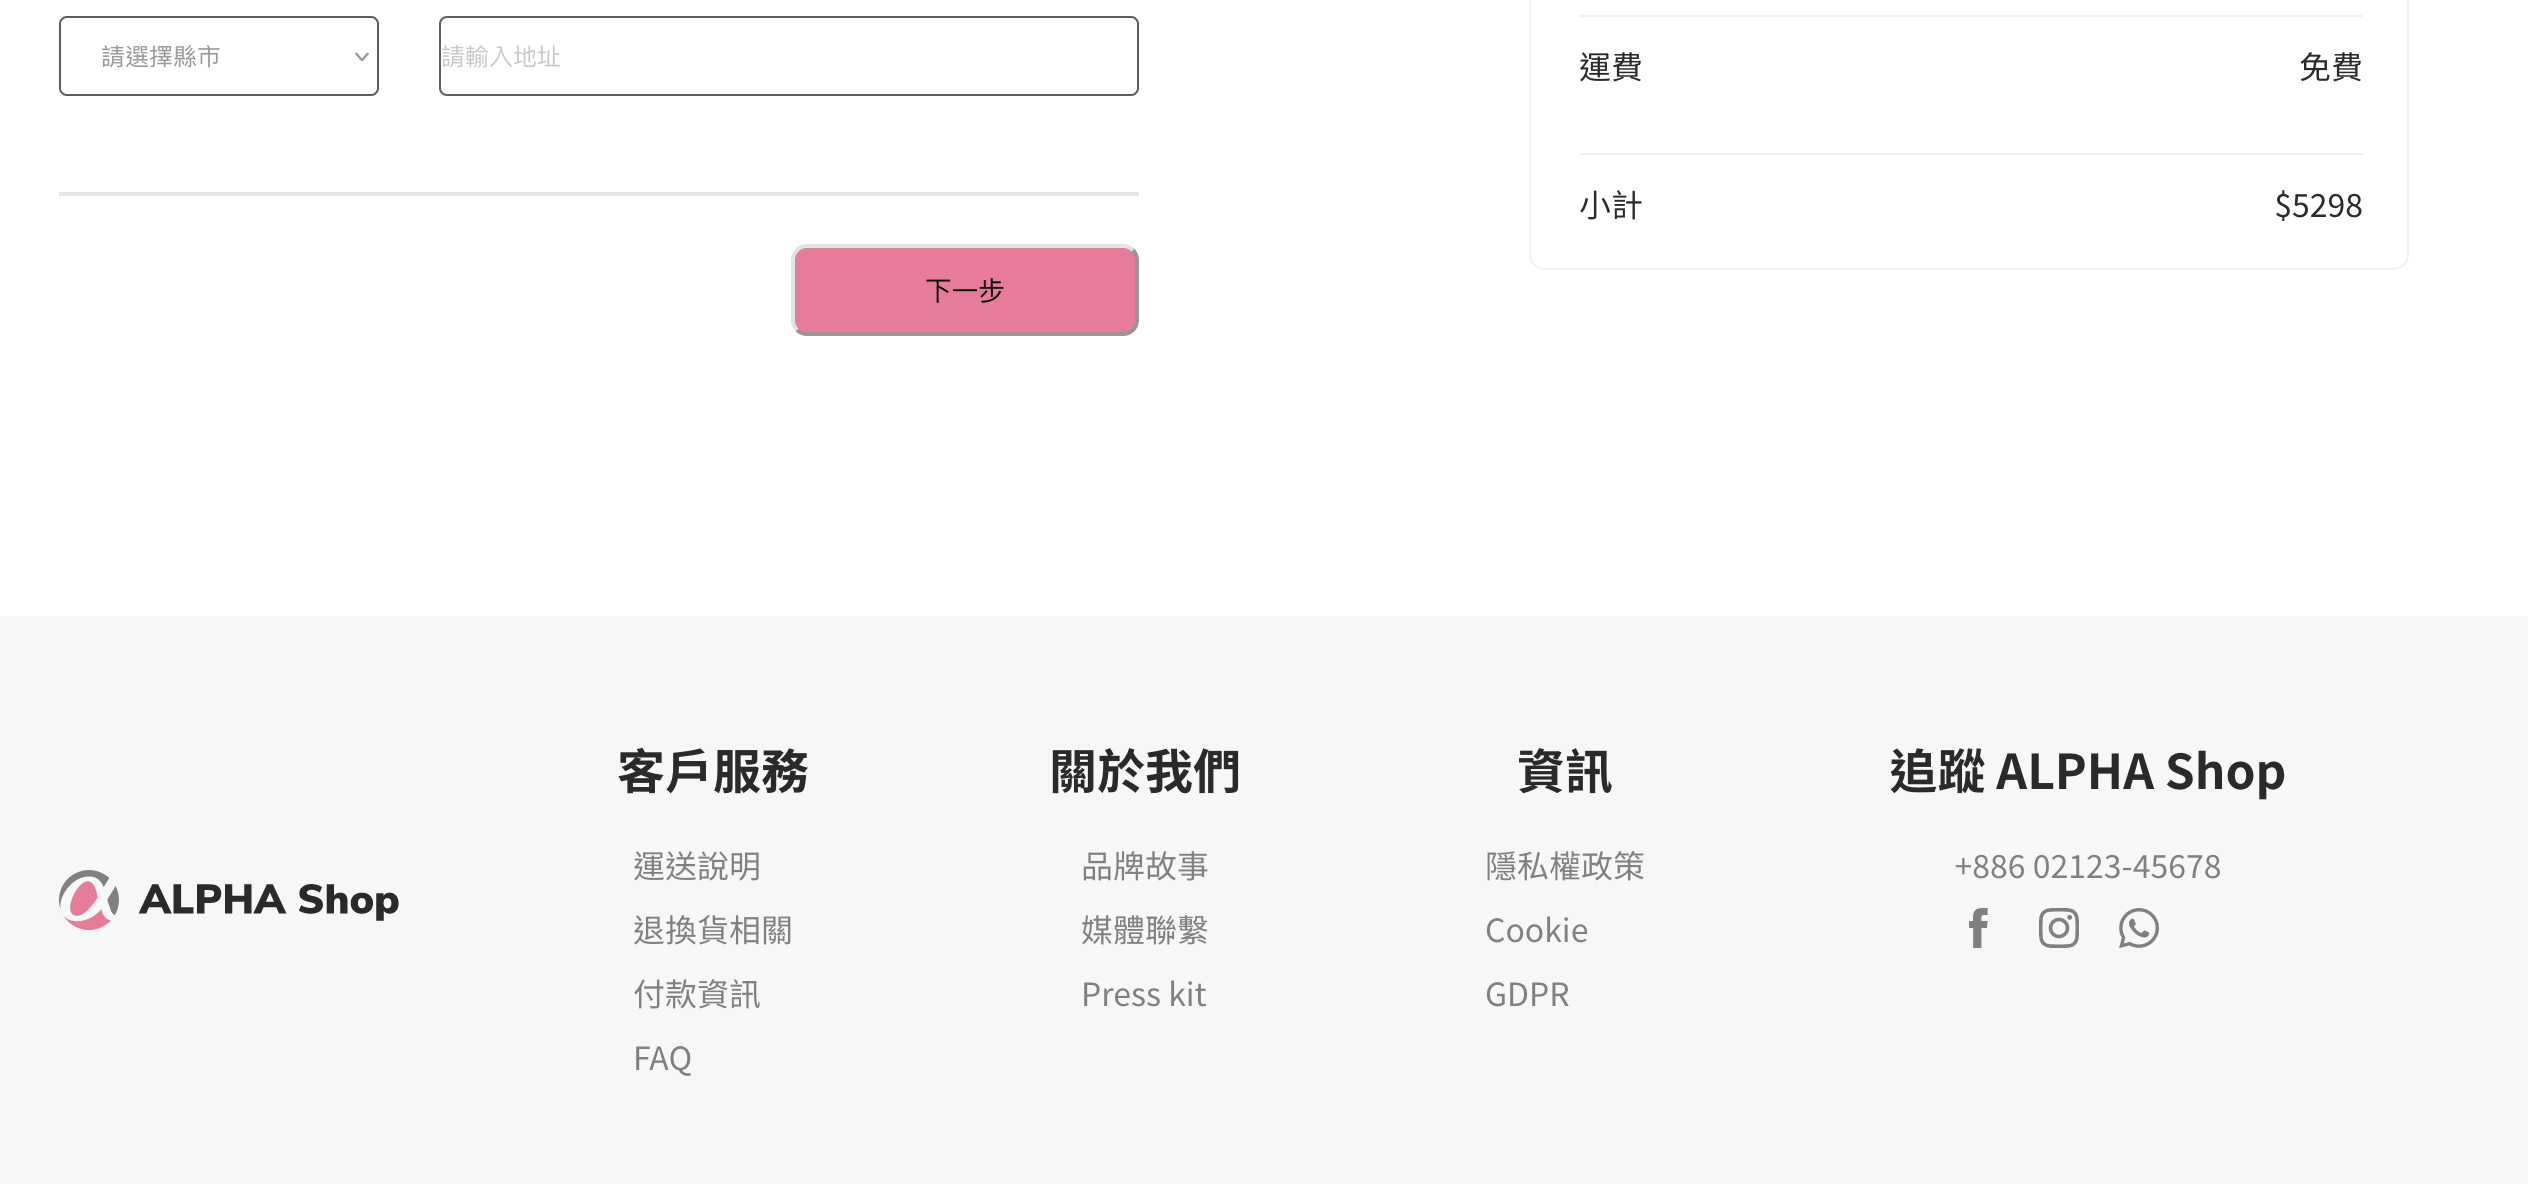 請選擇縣市
請輸入地址
運費
免費
小計
$5298
下一步
ALPHA Shop
客戶服務
運送說明
退換貨相關
付款資訊
FAQ
關於我們
品牌故事
媒體聯繫
Press kit
資訊
隱私權政策
Cookie
GDPR
追蹤 ALPHA Shop
+886 02123-45678